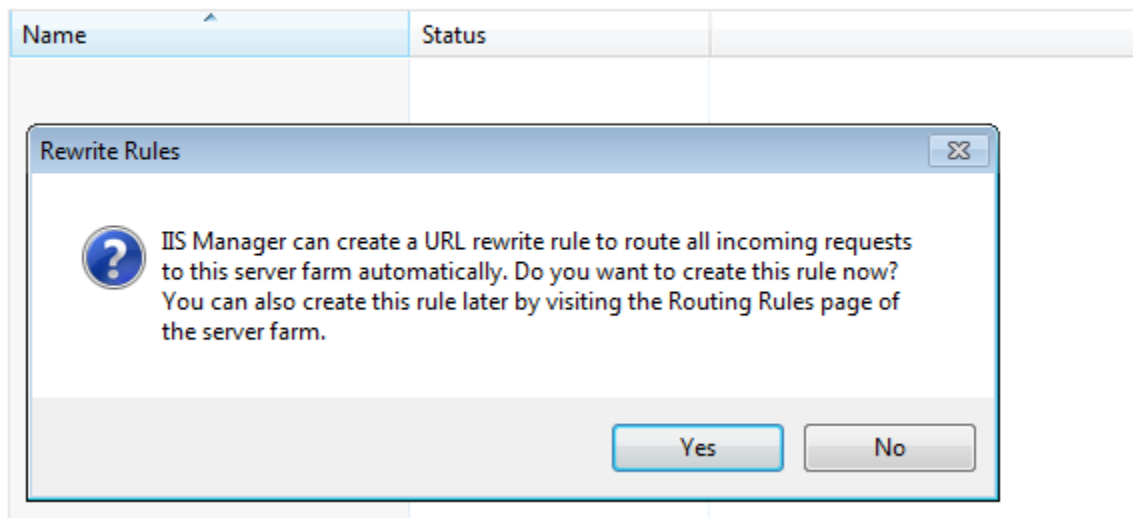 Name Status
Rewrite Rules
IIS Manager can create a URL rewrite rule to route all incoming requests
to this server farm automatically. Do you want to create this rule now?
You can also create this rule later by visiting the Routing Rules page of
the server farm.
Yes No